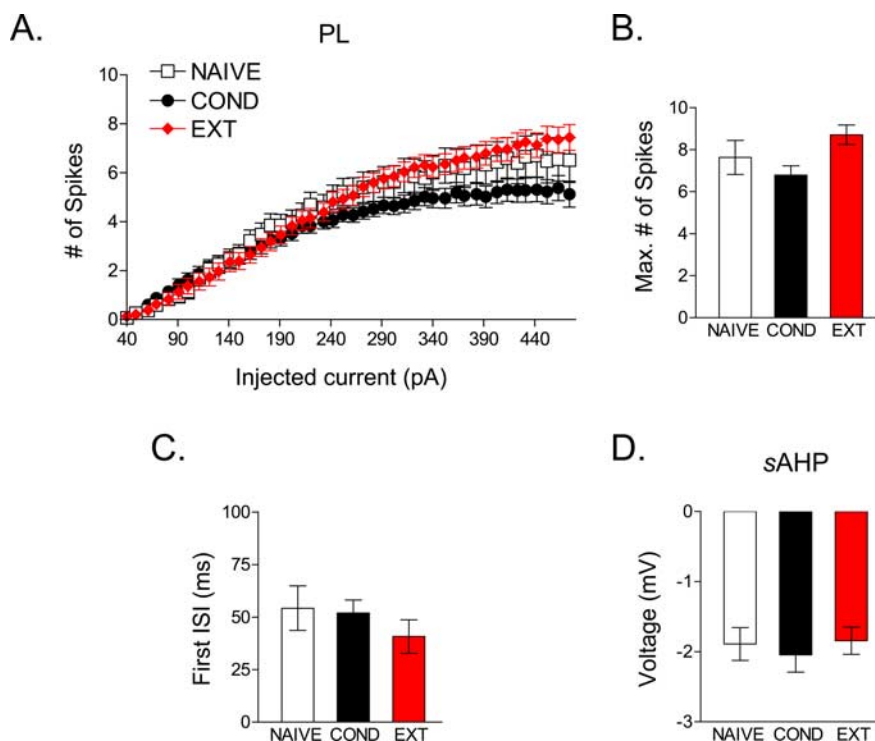 A.
PL
NAIVE
COND
EXT
# of Spikes
10
8
6
4
2
0
40 90 140 190 240 290 340 390 440
Injected current (pA)
B.
Max. # of Spikes
10
8
6
4
2
0
NAIVE COND EXT
C.
First ISI (ms)
100
75
50
25
0
NAIVE COND EXT
D.
sAHP
Voltage (mV)
-0
-1
-2
-3
NAIVE COND EXT